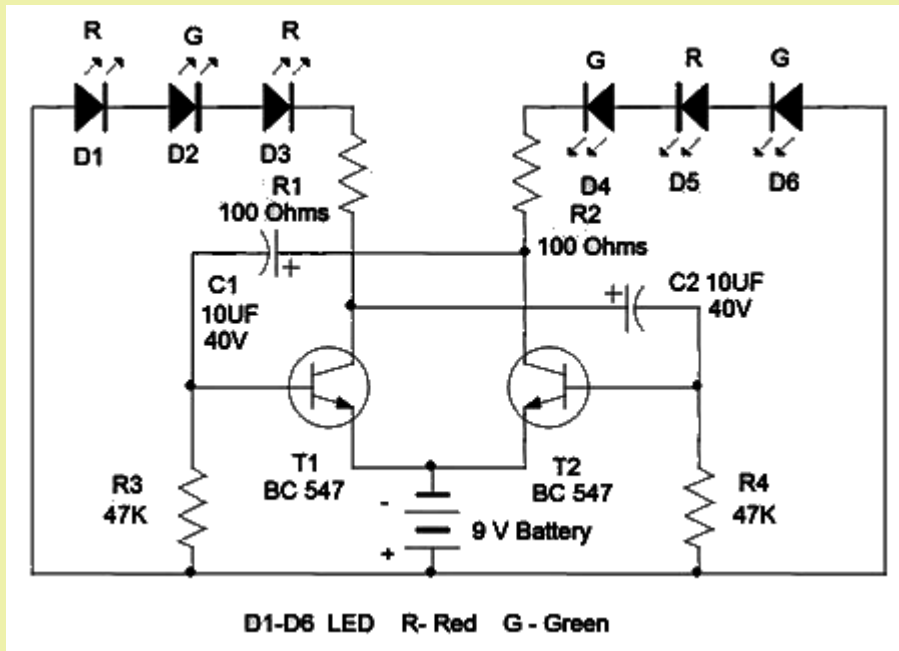 R G R
G R G
D1 D2 D3
D4 D5 D6
R1
100 Ohms
R2
100 Ohms
+
+
C1
10UF
40V
C2 10UF
40V
T1
BC 547
T2
BC 547
R3
47K
R4
47K
-
9 V Battery
+
D1-D6 LED R- Red G - Green